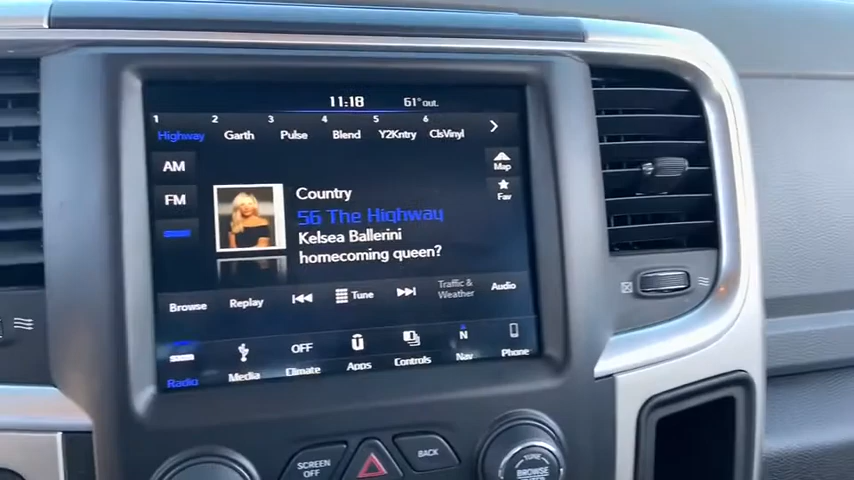 11:18 61° out
1 2 3 4 5 6
Highway Garth Pulse Blend Y2Kntry ClsVinyl
AM
Map
FM
Fav
Country
56 The Highway
Kelsea Ballerini
homecoming queen?
Browse Replay Tune Traffic & Weather Audio
OFF N
Radio Media Climate Apps Controls Nav Phone
SCREEN OFF
BACK
TUNE
BROWSE